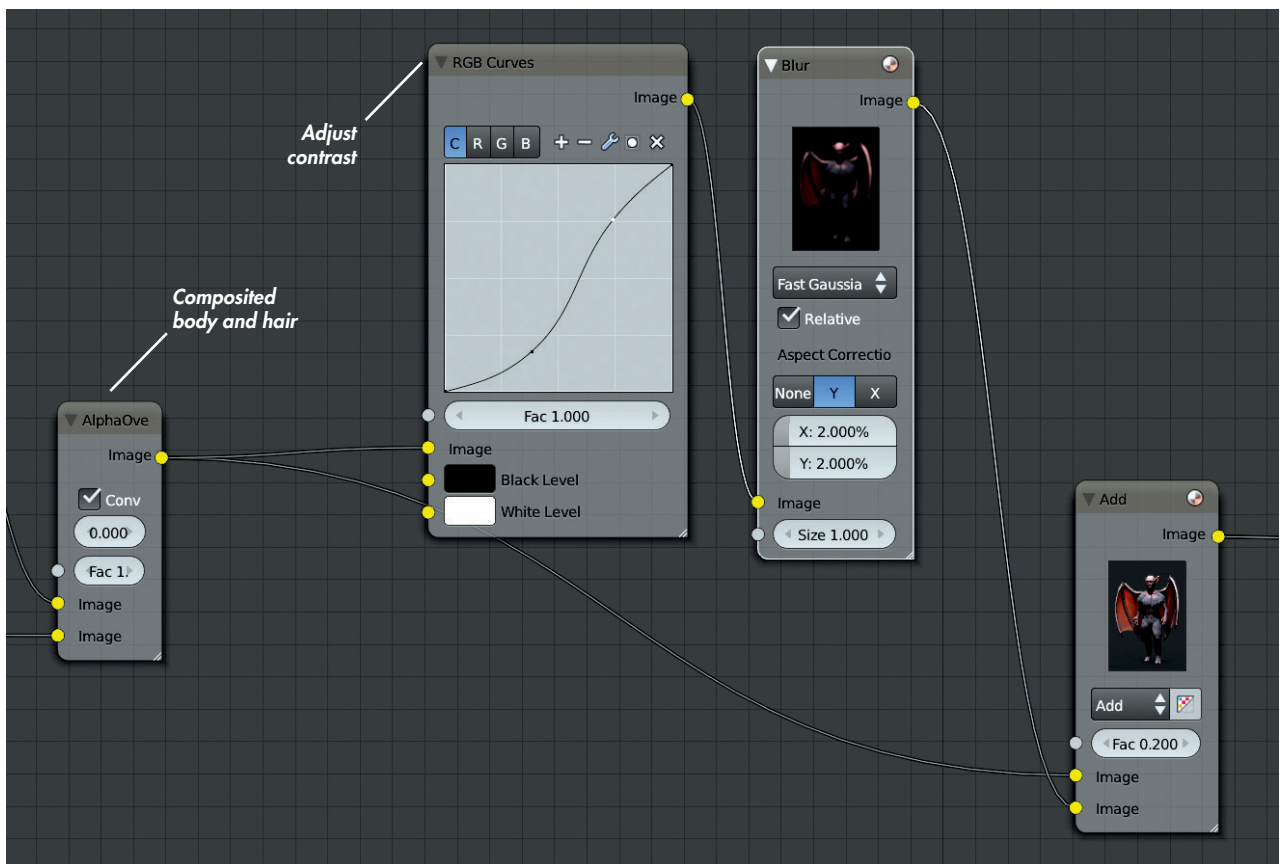 Adjust
contrast
Composited
body and hair
AlphaOve
Image
Conv
0.000
Fac 1.
Image
Image
RGB Curves
Image
C R G B
Fac 1.000
Image
Black Level
White Level
Blur
Image
Fast Gaussia
Relative
Aspect Correctio
None Y X
X: 2.000%
Y: 2.000%
Image
Size 1.000
Add
Image
Add
Fac 0.200
Image
Image